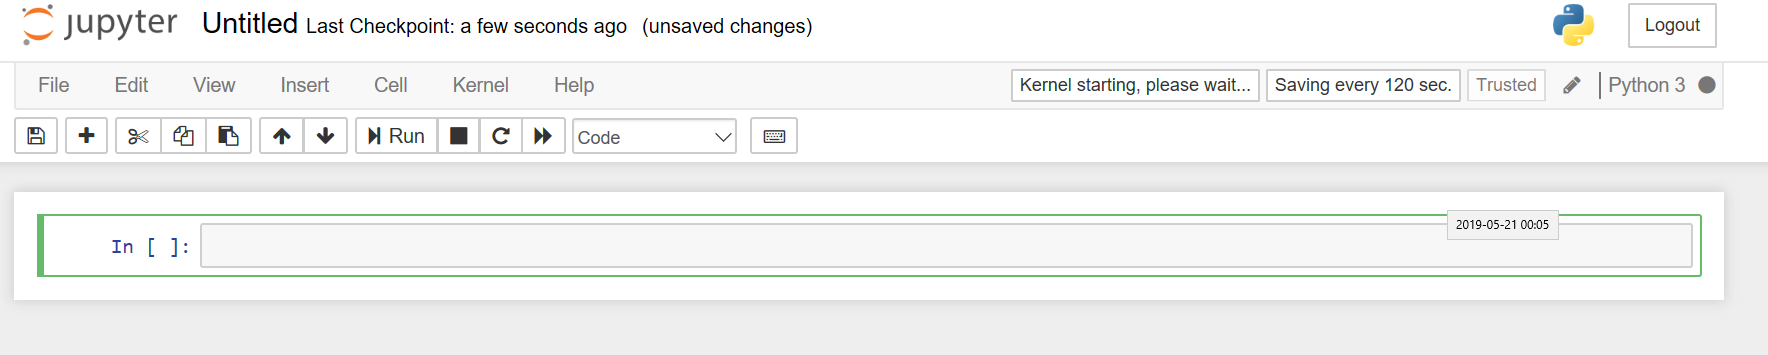 jupyter Untitled Last Checkpoint: a few seconds ago (unsaved changes) Logout
File Edit View Insert Cell Kernel Help Kernel starting, please wait... Saving every 120 sec. Trusted Python 3
Run Code
2019-05-21 00:05
In [ ]: